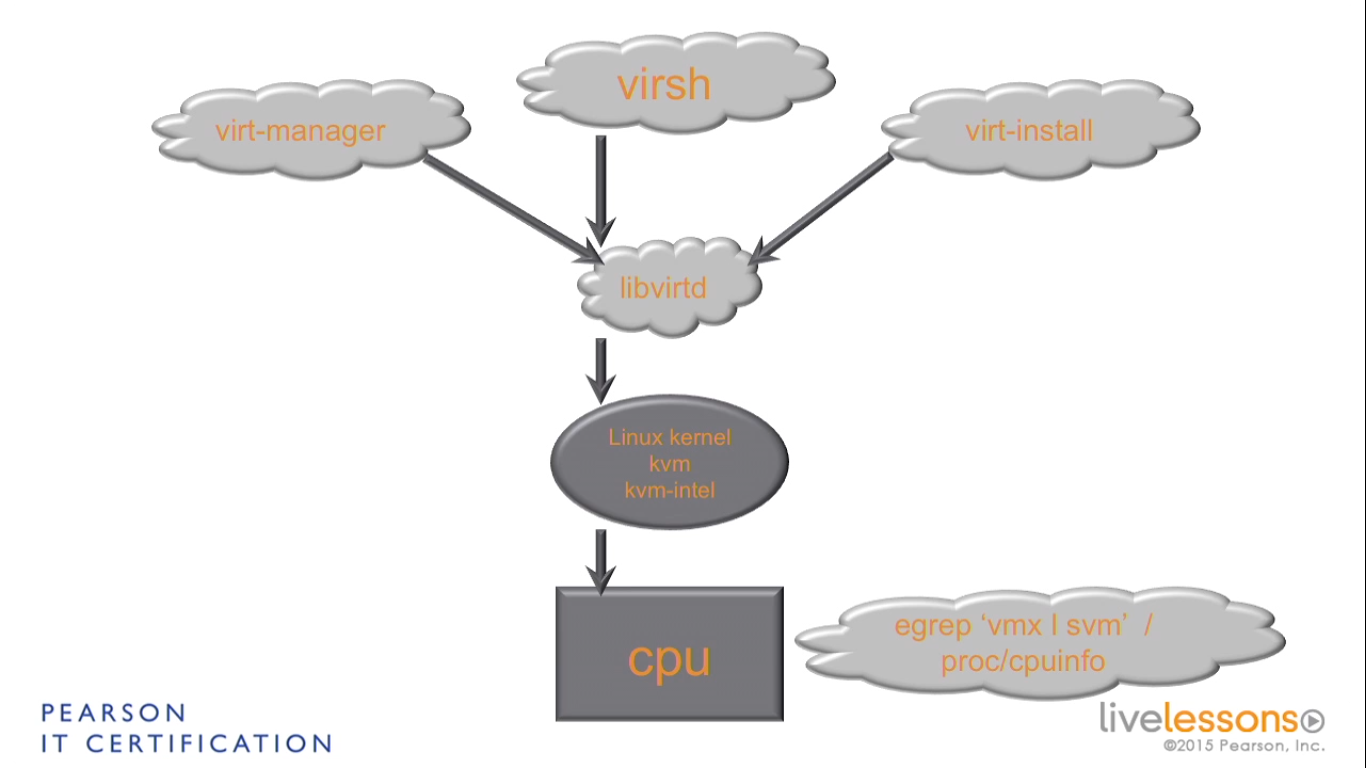 virsh
virt-manager
virt-install
libvirtd
Linux kernel
kvm
kvm-intel
cpu
egrep ‘vmx l svm’ /
proc/cpuinfo
PEARSON
IT CERTIFICATION
livelessons
©2015 Pearson, Inc.